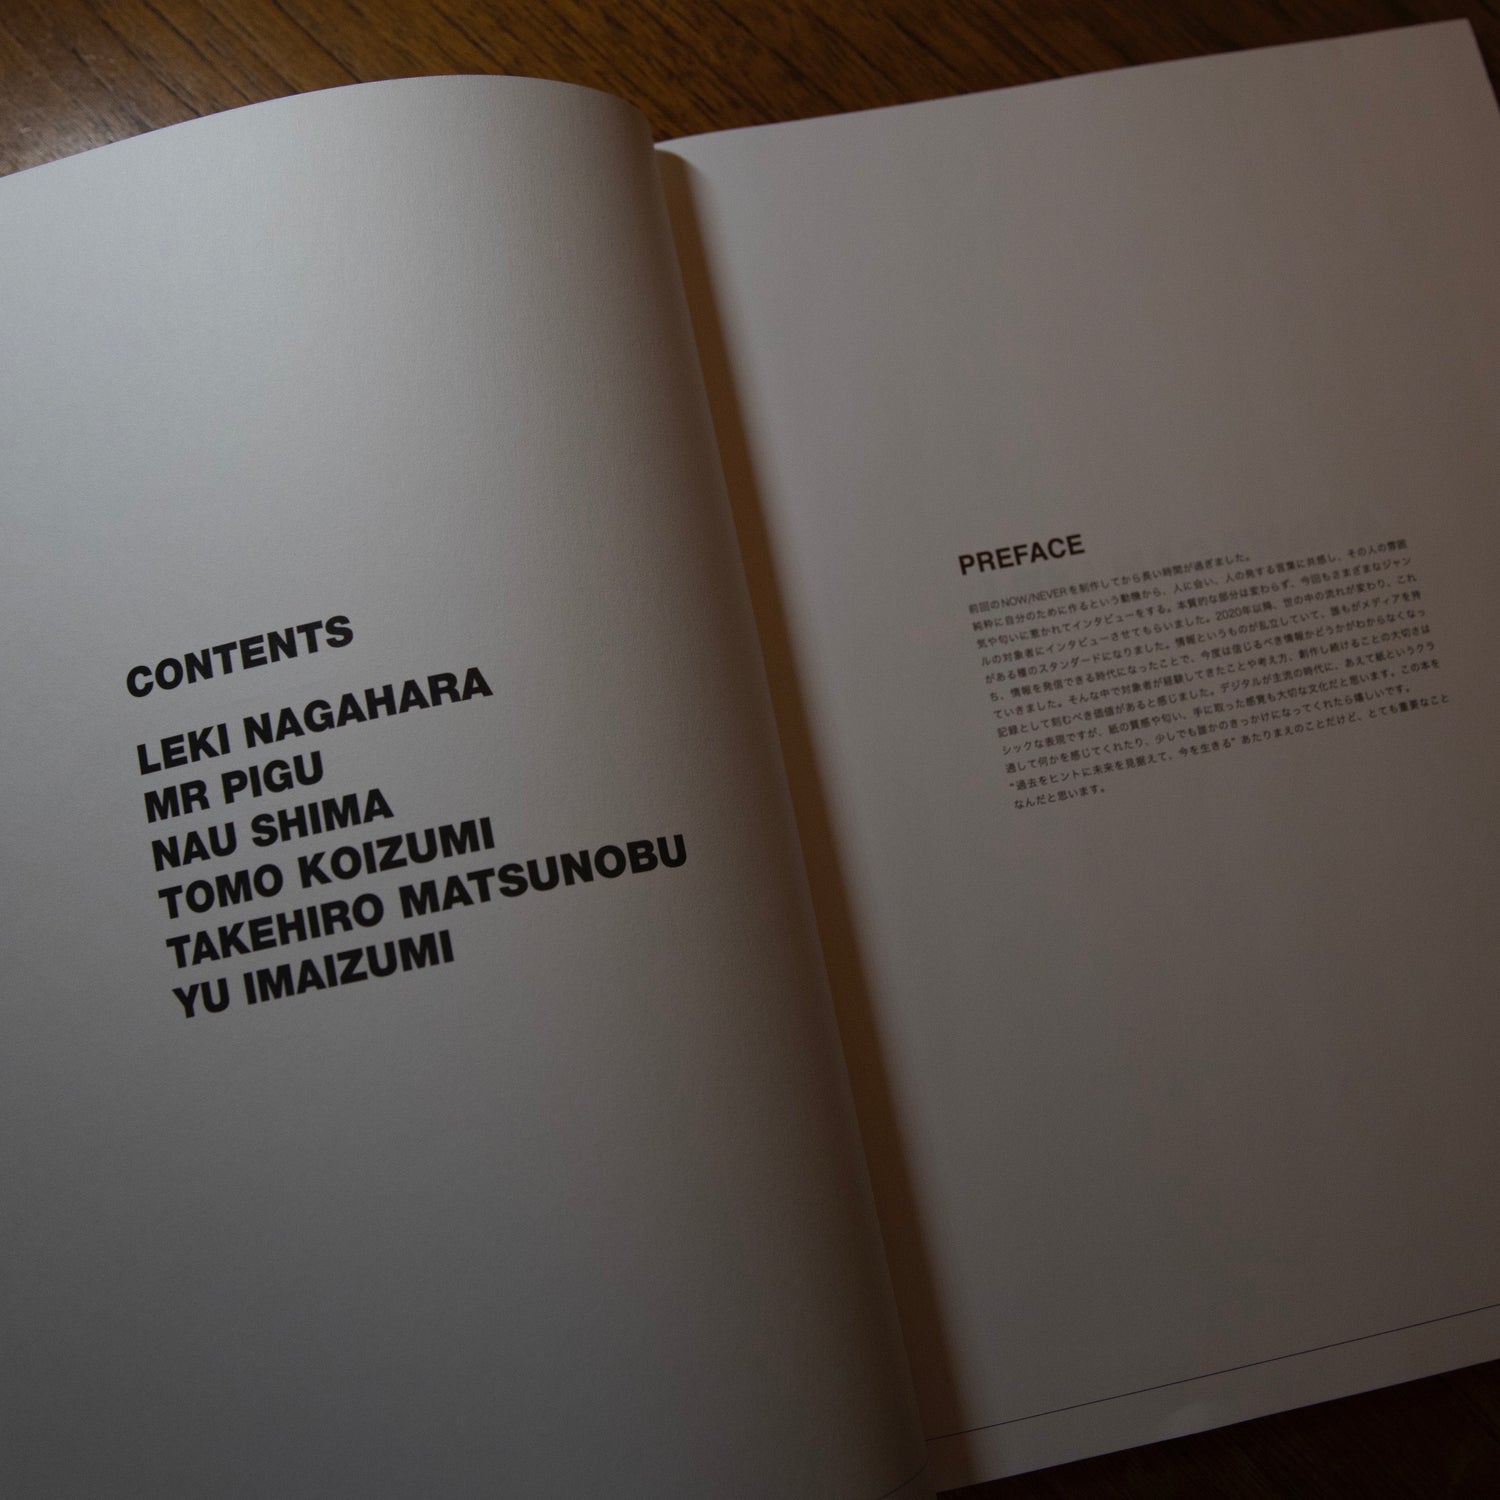 CONTENTS
LEKI NAGAHARA
MR PIGU
NAU SHIMA
TOMO KOIZUMI
TAKEHIRO MATSUNOBU
YU IMAIZUMI
PREFACE
前回のNOW/NEVERを制作してから長い時間が過ぎました。
純粋に自分のために作るという動機から、人に会い、人の発する言葉に共感し、その人の雰囲
気や匂いに惹かれてインタビューをする。本質的な部分は変わらず、今回もさまざまなジャン
ルの対象者にインタビューさせてもらいました。2020年以降、世の中の流れが変わり、これ
がある種のスタンダードになりました。情報というものが乱立していて、誰もがメディアを持
ち、情報を発信できる時代になったことで、今度は信じるべき情報かどうかがわからなくなっ
ていきました。そんな中で対象者が経験してきたことや考え方、創作し続けることの大切さは
記録として刻むべき価値があると感じました。デジタルが主流の時代に、あえて紙というクラ
シックな表現ですが、紙の質感や匂い、手に取った感覚も大切な文化だと思います。この本を
通して何かを感じてくれたり、少しでも誰かのきっかけになってくれたら嬉しいです。
“過去をヒントに未来を見据えて、今を生きる” あたりまえのことだけど、とても重要なこと
なんだと思います。